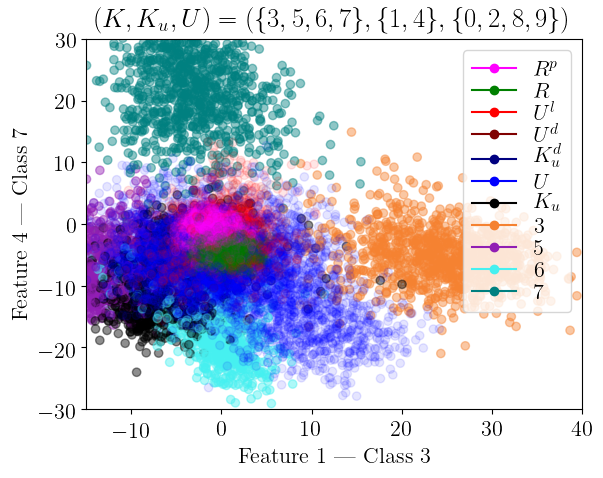 (K, K_u, U) = ({3, 5, 6, 7}, {1, 4}, {0, 2, 8, 9})
30
20
10
0
−10
−20
−30
Feature 4 — Class 7
R^p
R
U^l
U^d
K_u^d
U
K_u
3
5
6
7
−10
0
10
20
30
40
Feature 1 — Class 3